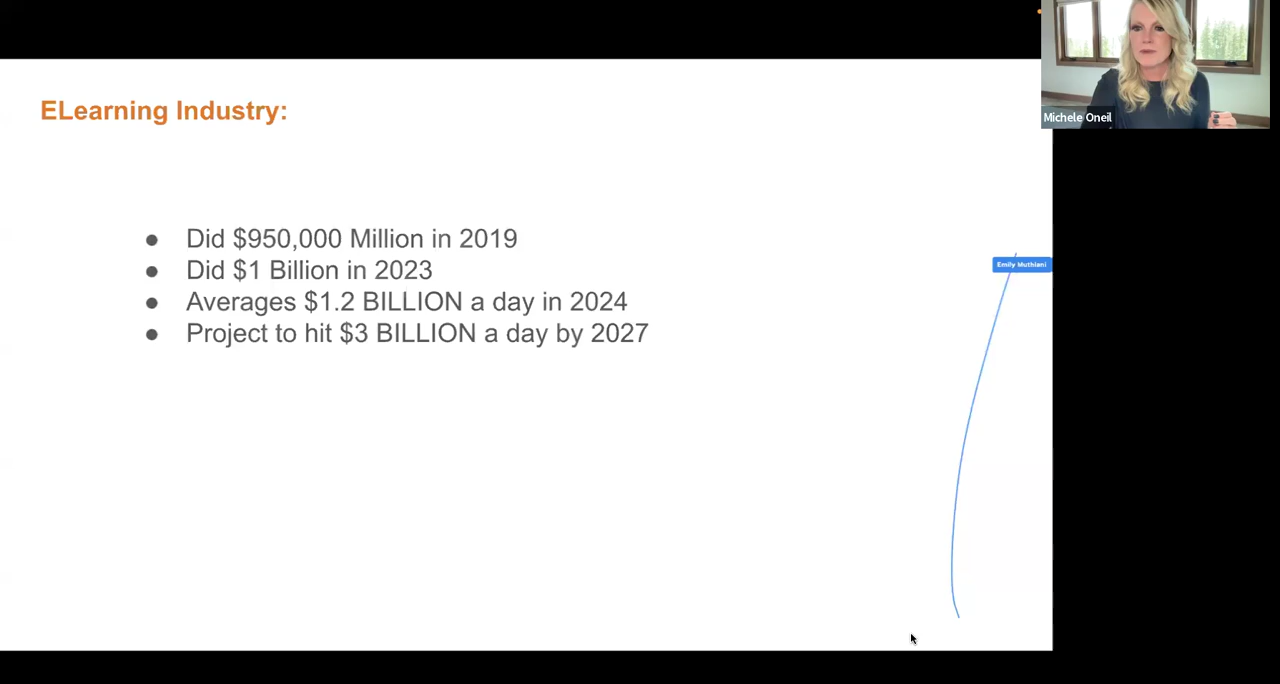 ELearning Industry:
Did $950,000 Million in 2019
Did $1 Billion in 2023
Averages $1.2 BILLION a day in 2024
Project to hit $3 BILLION a day by 2027
Michele Oneil
Emily Muthiani